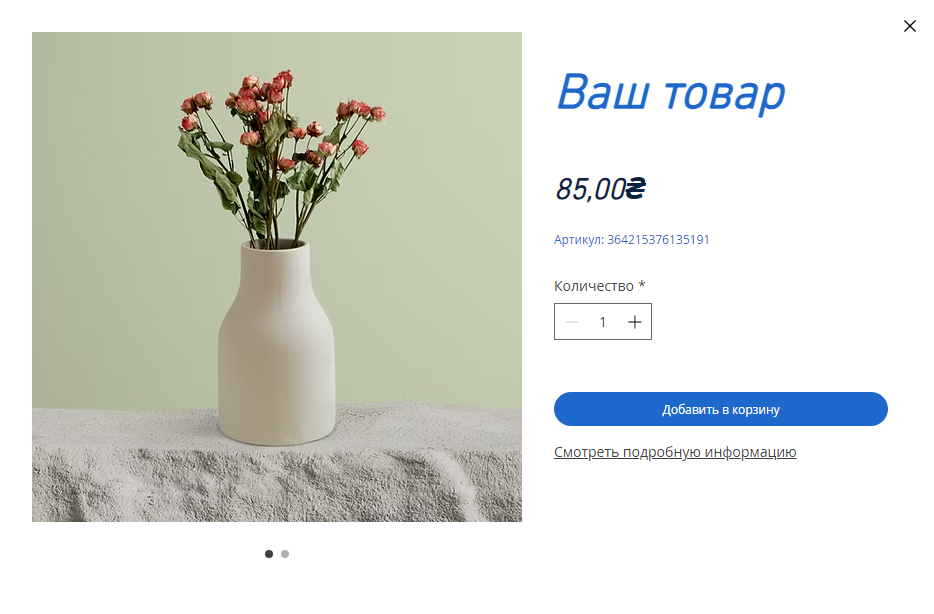 Ваш товар
85,00₴
Артикул: 364215376135191
Количество *
1
Добавить в корзину
Смотреть подробную информацию